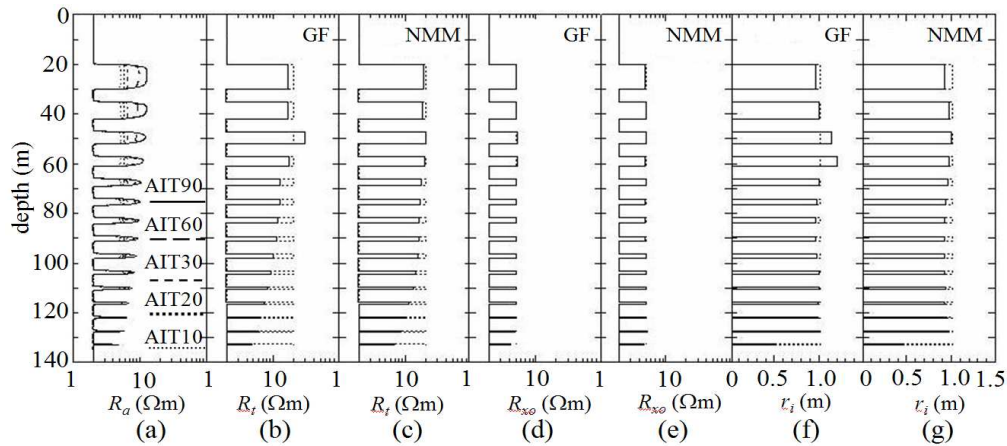 0
20
40
60
80
100
120
140
depth (m)
GF
NMM
GF
NMM
GF
NMM
AIT90
AIT60
AIT30
AIT20
AIT10
1 10 1 10 1 10 1 10 1 10 0 0.5 1.0 0 0.5 1.0 1.5
Ra (Ωm) Rt (Ωm) Rt (Ωm) Rxo (Ωm) Rxo (Ωm) ri (m) ri (m)
(a) (b) (c) (d) (e) (f) (g)